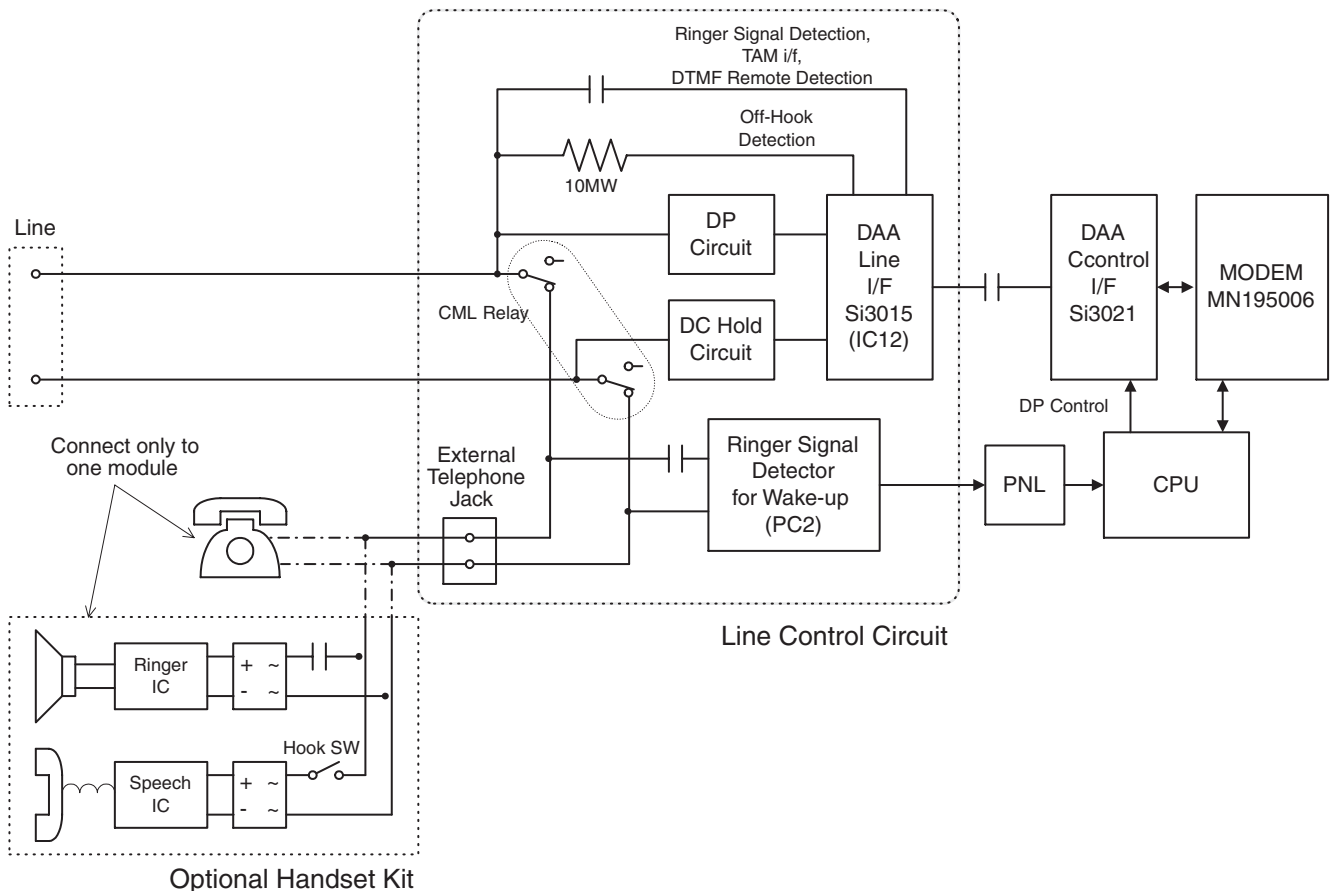 Ringer Signal Detection,
TAM i/f,
DTMF Remote Detection
Off-Hook
Detection
10MW
Line
DP
Circuit
DAA
Line
I/F
Si3015
(IC12)
DAA
Ccontrol
I/F
Si3021
MODEM
MN195006
CML Relay
DC Hold
Circuit
DP Control
Connect only to
one module
External
Telephone
Jack
Ringer Signal
Detector
for Wake-up
(PC2)
PNL
CPU
Line Control Circuit
Ringer
IC
+ ~
- ~
Hook SW
Speech
IC
+ ~
- ~
Optional Handset Kit